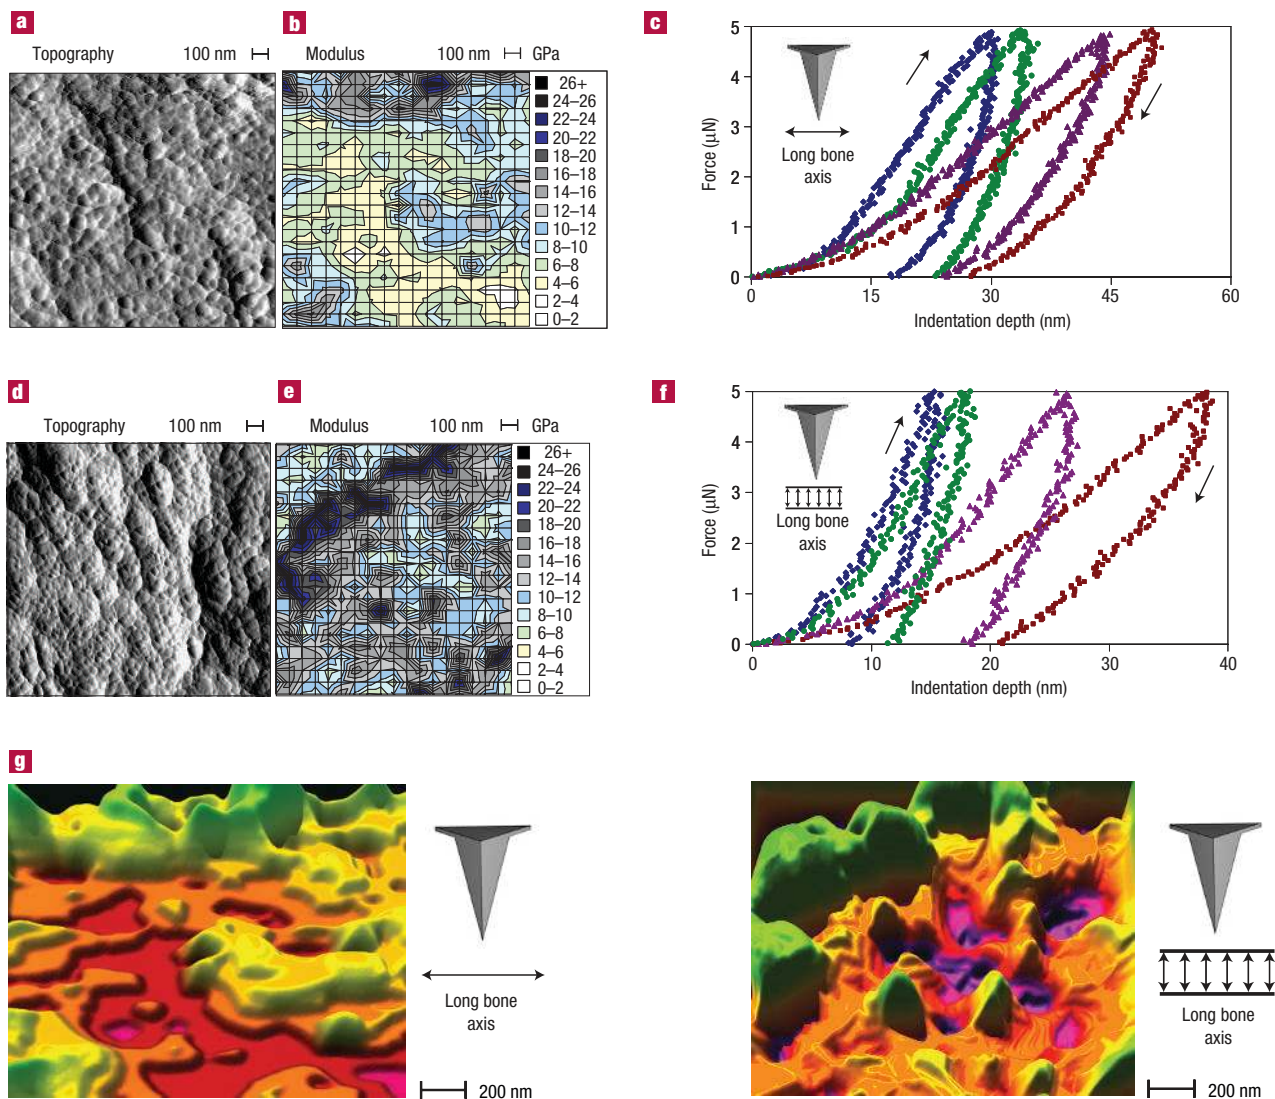 a
Topography 100 nm
b
Modulus 100 nm GPa
26+
24–26
22–24
20–22
18–20
16–18
14–16
12–14
10–12
8–10
6–8
4–6
2–4
0–2
c
Force (μN)
5
4
3
2
1
0
0 15 30 45 60
Indentation depth (nm)
Long bone
axis
d
Topography 100 nm
e
Modulus 100 nm GPa
26+
24–26
22–24
20–22
18–20
16–18
14–16
12–14
10–12
8–10
6–8
4–6
2–4
0–2
f
Force (μN)
5
4
3
2
1
0
0 10 20 30 40
Indentation depth (nm)
Long bone
axis
g
Long bone
axis
200 nm
Long bone
axis
200 nm